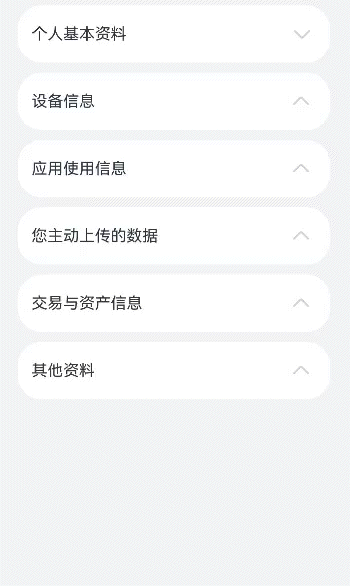 个人基本资料
设备信息
应用使用信息
您主动上传的数据
交易与资产信息
其他资料